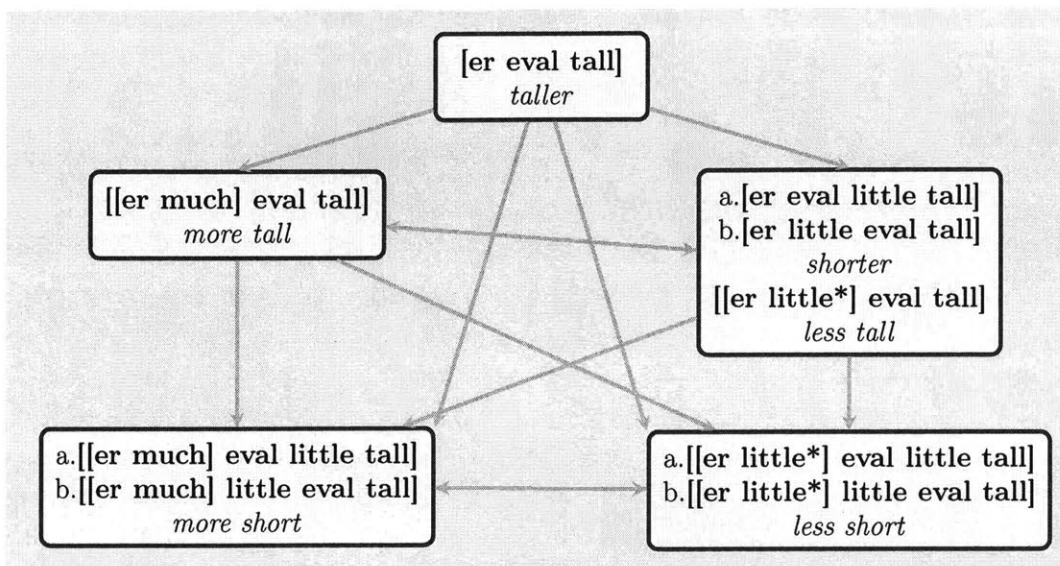 [er eval tall]
taller
[[er much] eval tall]
more tall
a.[er eval little tall]
b.[er little eval tall]
shorter
[[er little*] eval tall]
less tall
a.[[er much] eval little tall]
b.[[er much] little eval tall]
more short
a.[[er little*] eval little tall]
b.[[er little*] little eval tall]
less short